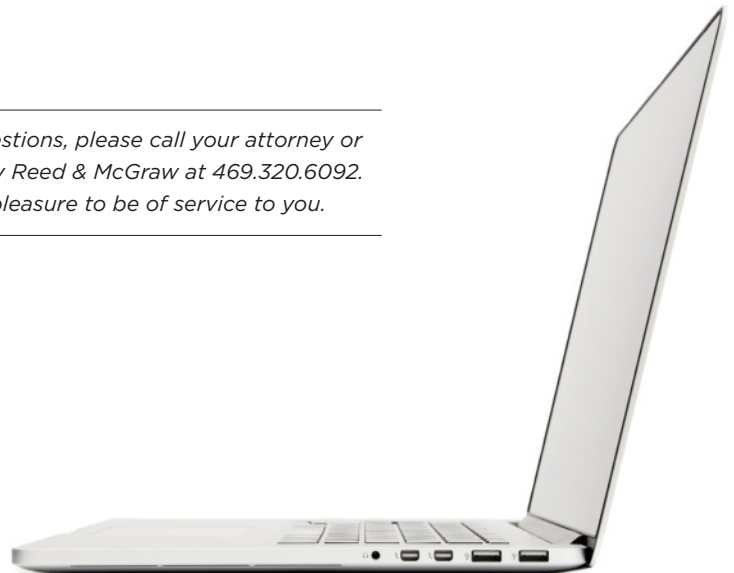 estions, please call your attorney or
y Reed & McGraw at 469.320.6092.
pleasure to be of service to you.